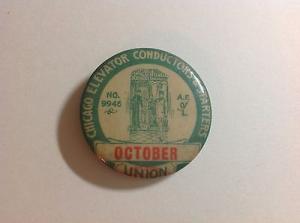 CHICAGO ELEVATOR CONDUCTORS & STARTERS
NO.
9946
A.F.
of
L.
OCTOBER
UNION